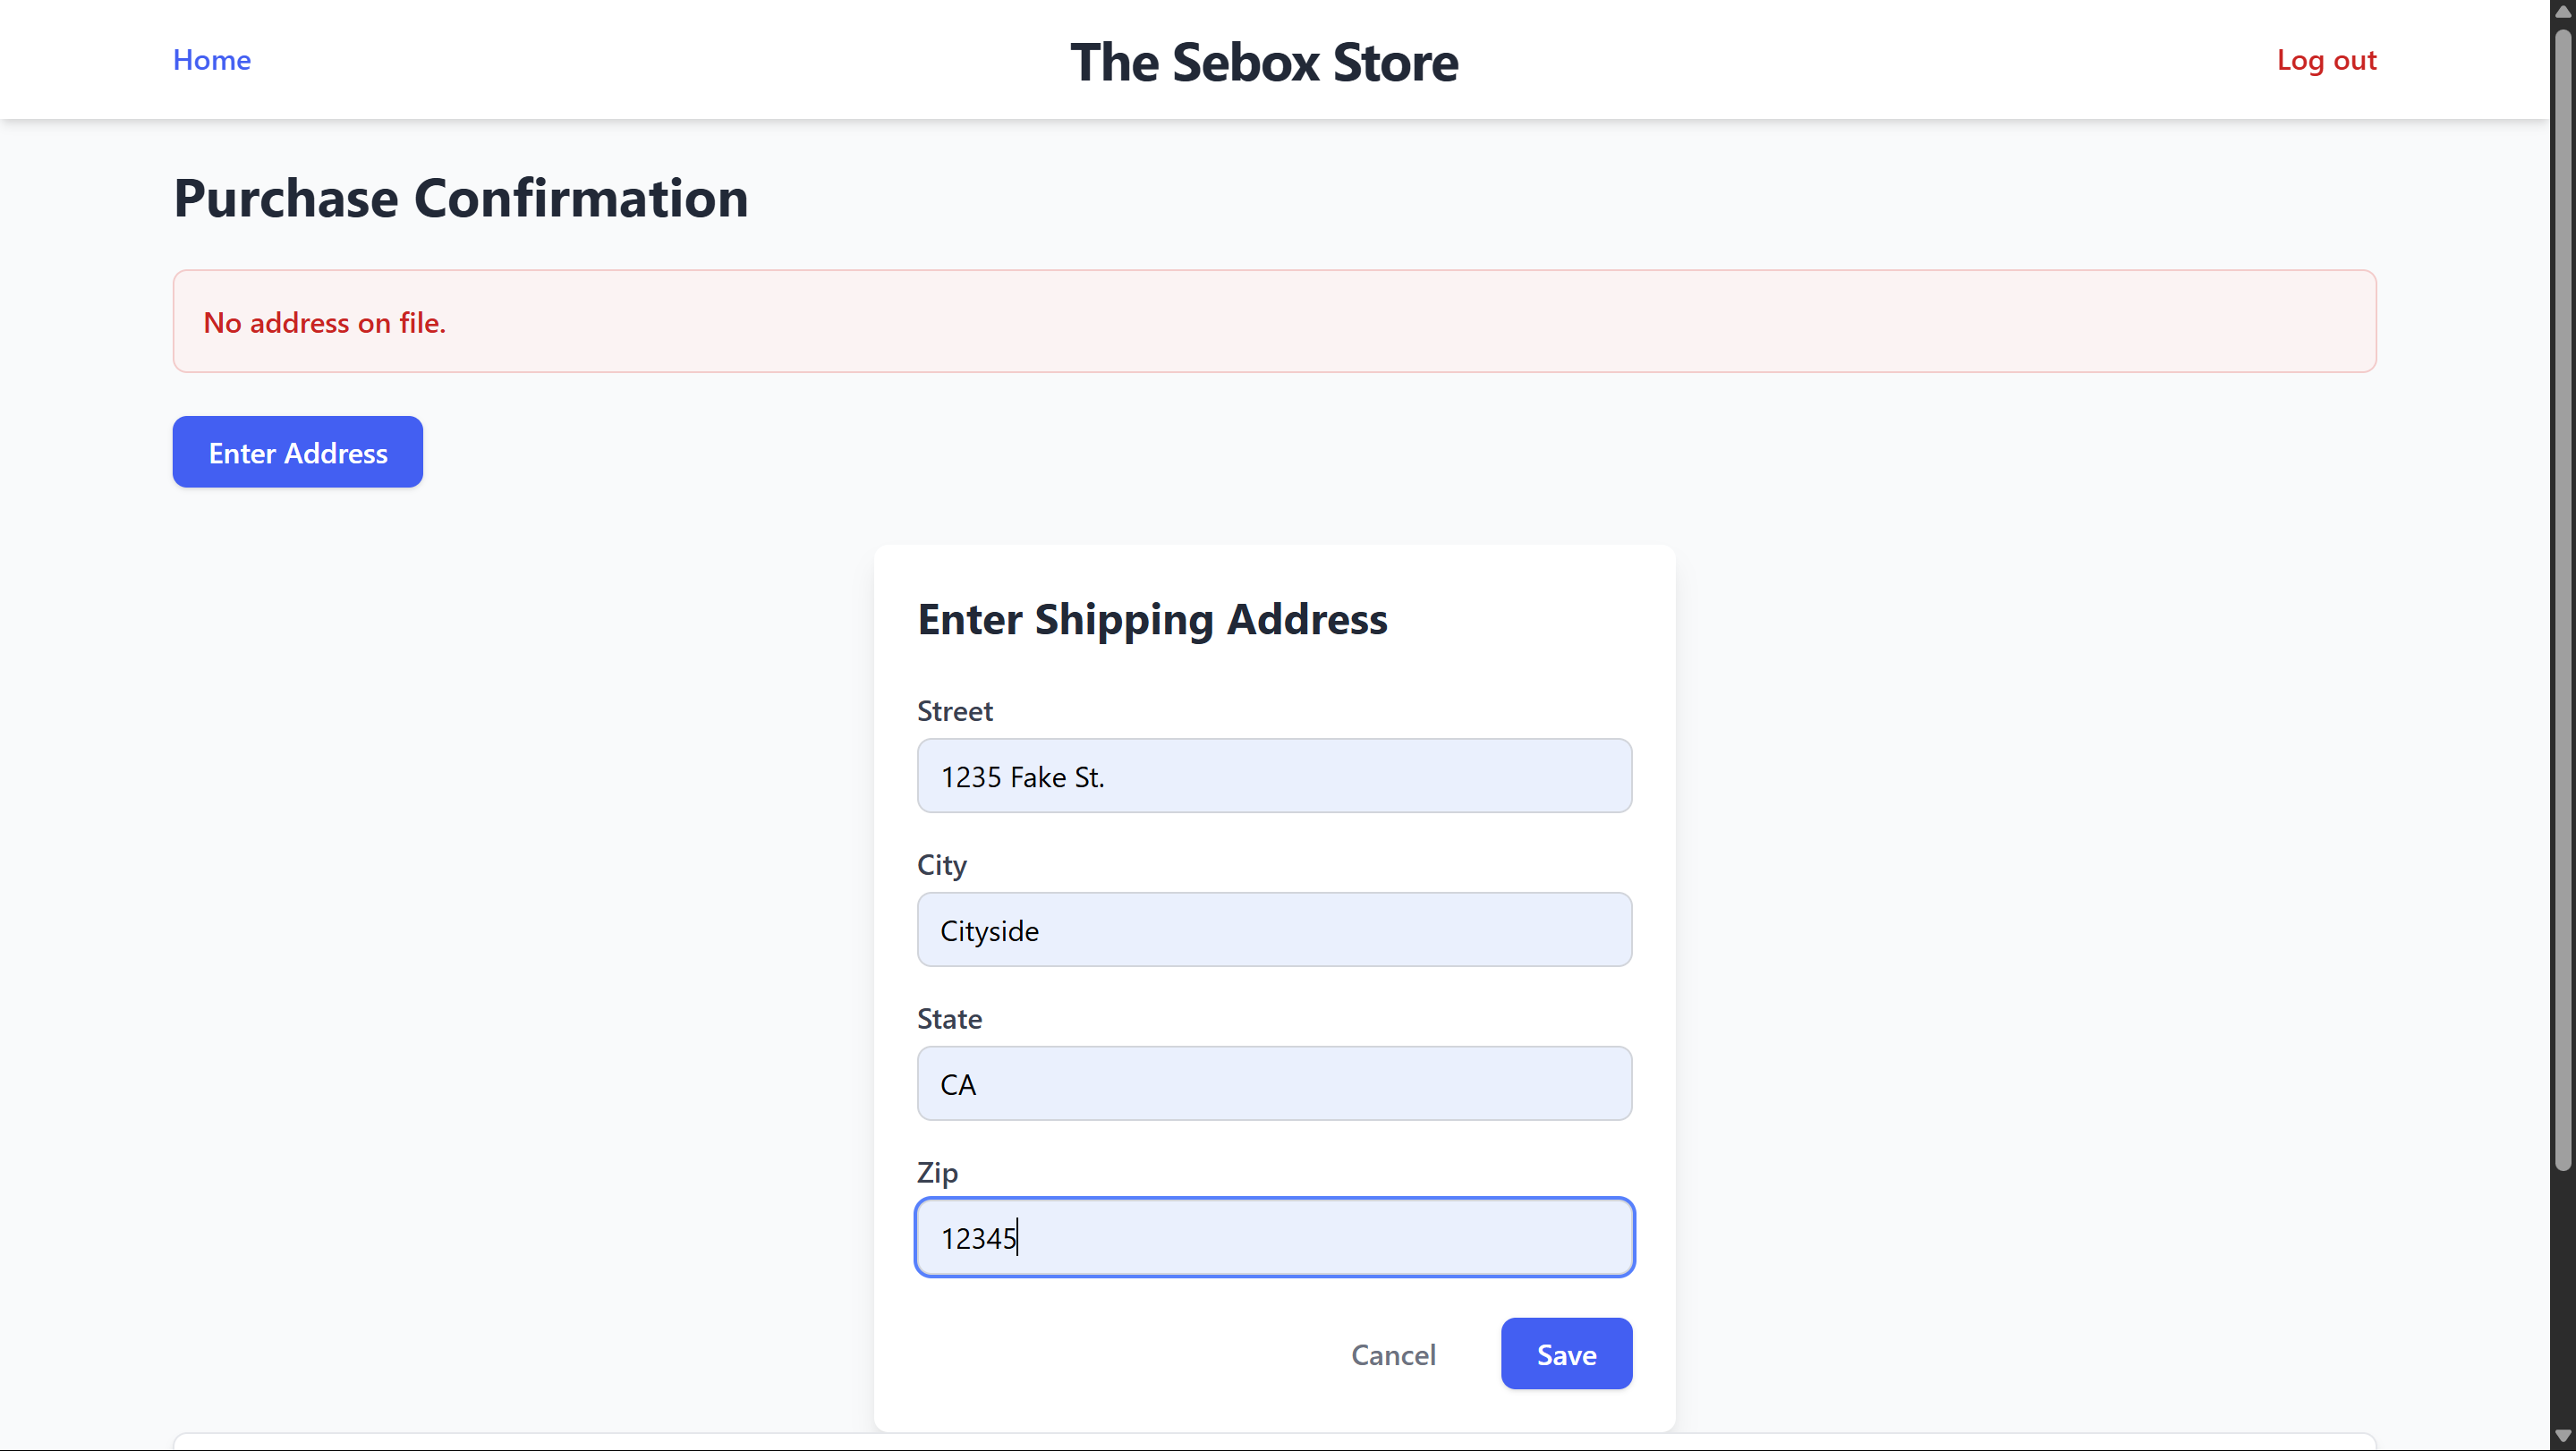 Home
The Sebox Store
Log out
Purchase Confirmation
No address on file.
Enter Address
Enter Shipping Address
Street
1235 Fake St.
City
Cityside
State
CA
Zip
12345
Cancel
Save